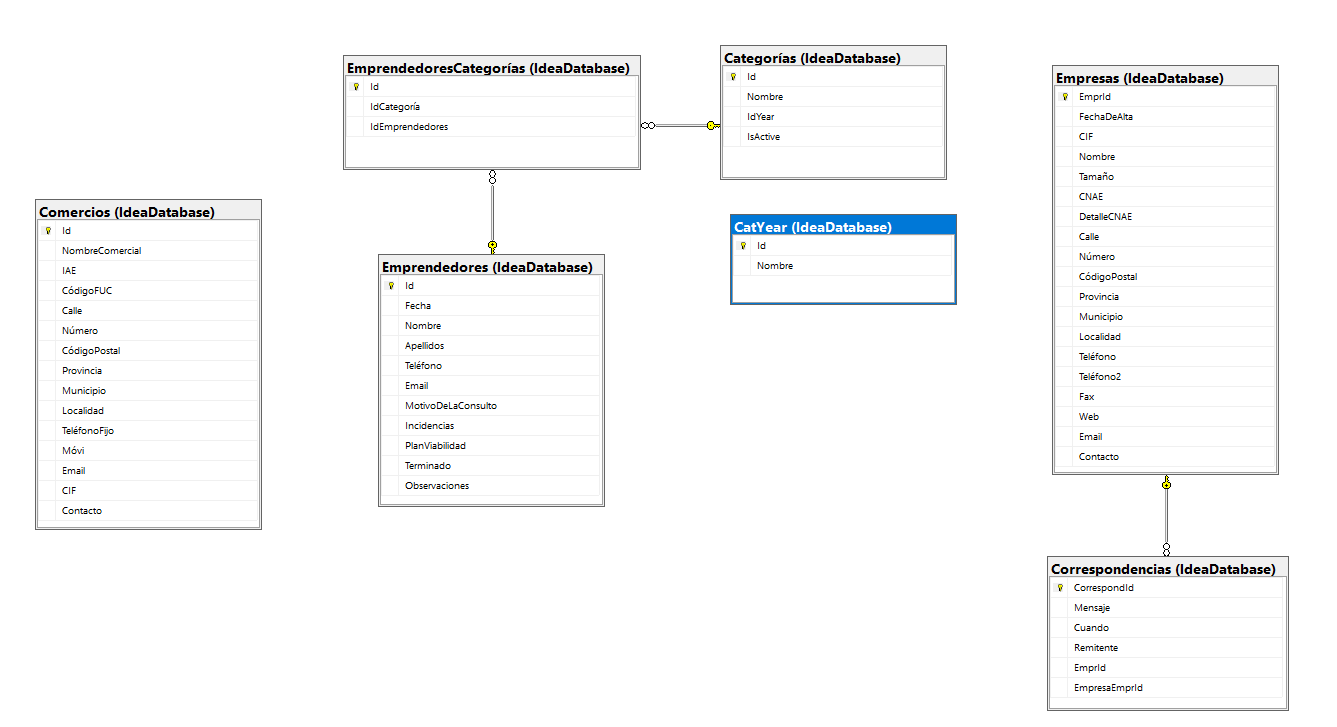 EmprendedoresCategorías (IdeaDatabase)
Id
IdCategoría
IdEmprendedores
Categorías (IdeaDatabase)
Id
Nombre
IdYear
IsActive
Empresas (IdeaDatabase)
EmprId
FechaDeAlta
CIF
Nombre
Tamaño
CNAE
DetalleCNAE
Calle
Número
CódigoPostal
Provincia
Municipio
Localidad
Teléfono
Teléfono2
Fax
Web
Email
Contacto
Comercios (IdeaDatabase)
Id
NombreComercial
IAE
CódigoFUC
Calle
Número
CódigoPostal
Provincia
Municipio
Localidad
TeléfonoFijo
Móvi
Email
CIF
Contacto
CatYear (IdeaDatabase)
Id
Nombre
Emprendedores (IdeaDatabase)
Id
Fecha
Nombre
Apellidos
Teléfono
Email
MotivoDeLaConsulto
Incidencias
PlanViabilidad
Terminado
Observaciones
Correspondencias (IdeaDatabase)
CorrespondId
Mensaje
Cuando
Remitente
EmprId
EmpresaEmprId